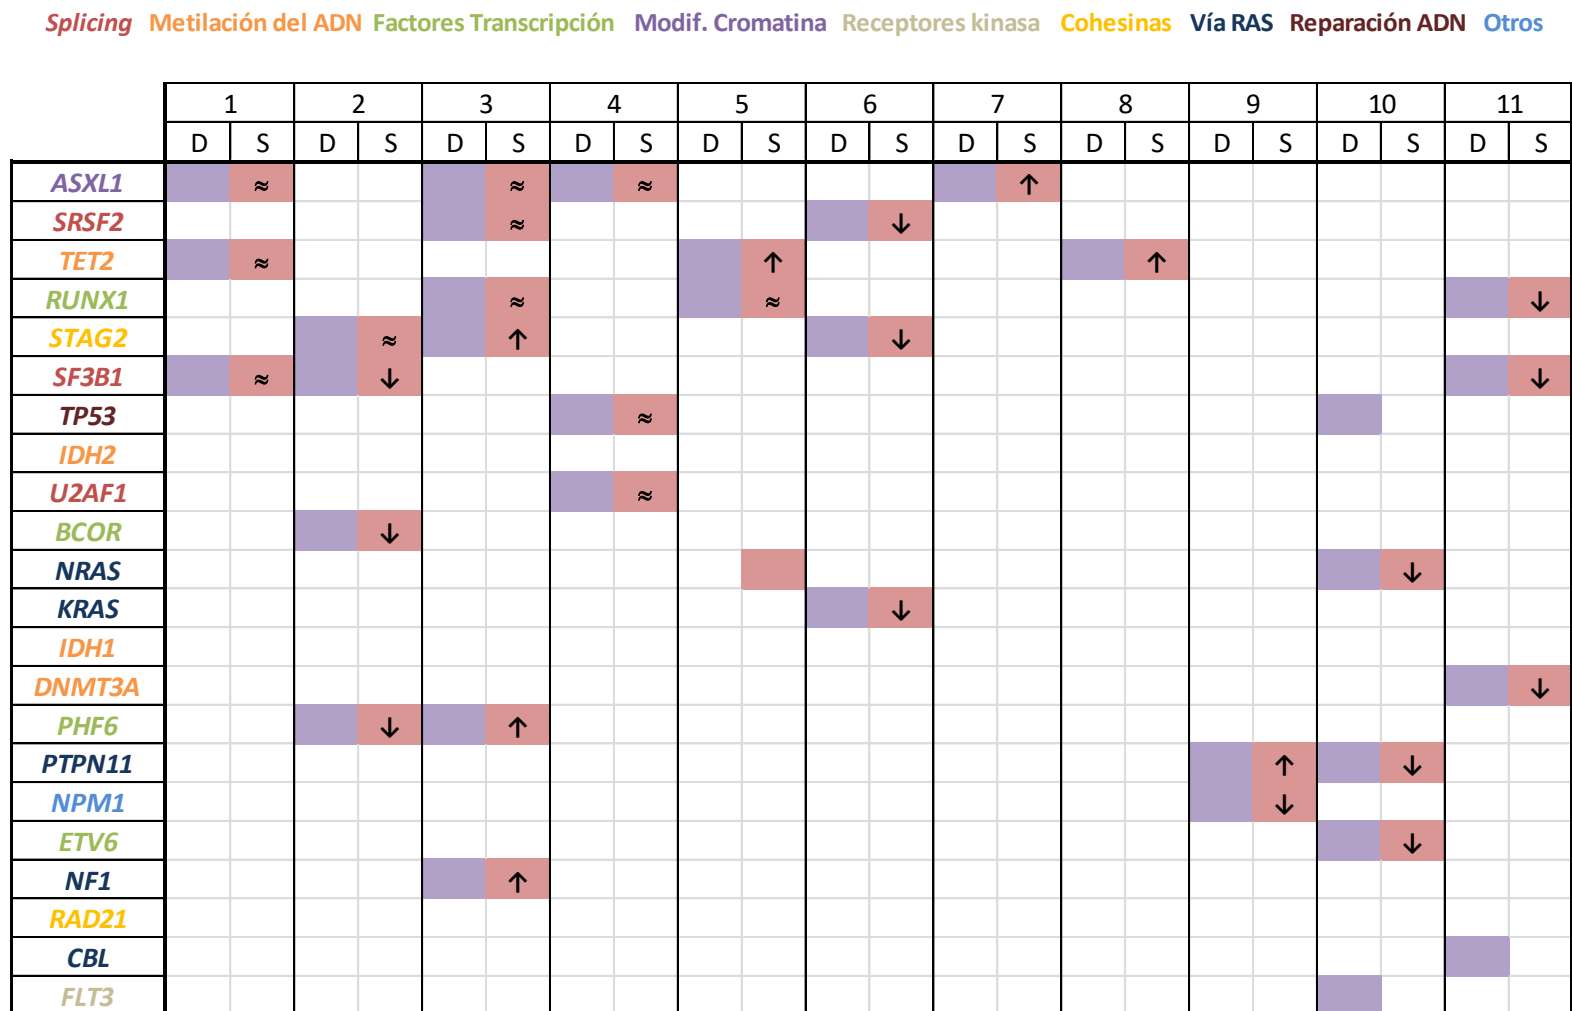 Splicing Metilación del ADN Factores Transcripción Modif. Cromatina Receptores kinasa Cohesinas Vía RAS Reparación ADN Otros
1 2 3 4 5 6 7 8 9 10 11
D S D S D S D S D S D S D S D S D S D S D S
ASXL1 ≈ ≈ ≈ ↑
SRSF2 ≈ ↓
TET2 ≈ ↑ ↑
RUNX1 ≈ ≈ ↓
STAG2 ≈ ↑ ↓
SF3B1 ≈ ↓ ↓
TP53 ≈
IDH2
U2AF1 ≈
BCOR ↓
NRAS ↓
KRAS ↓
IDH1
DNMT3A ↓
PHF6 ↓ ↑
PTPN11 ↑ ↓
NPM1 ↓
ETV6 ↓
NF1 ↑
RAD21
CBL
FLT3